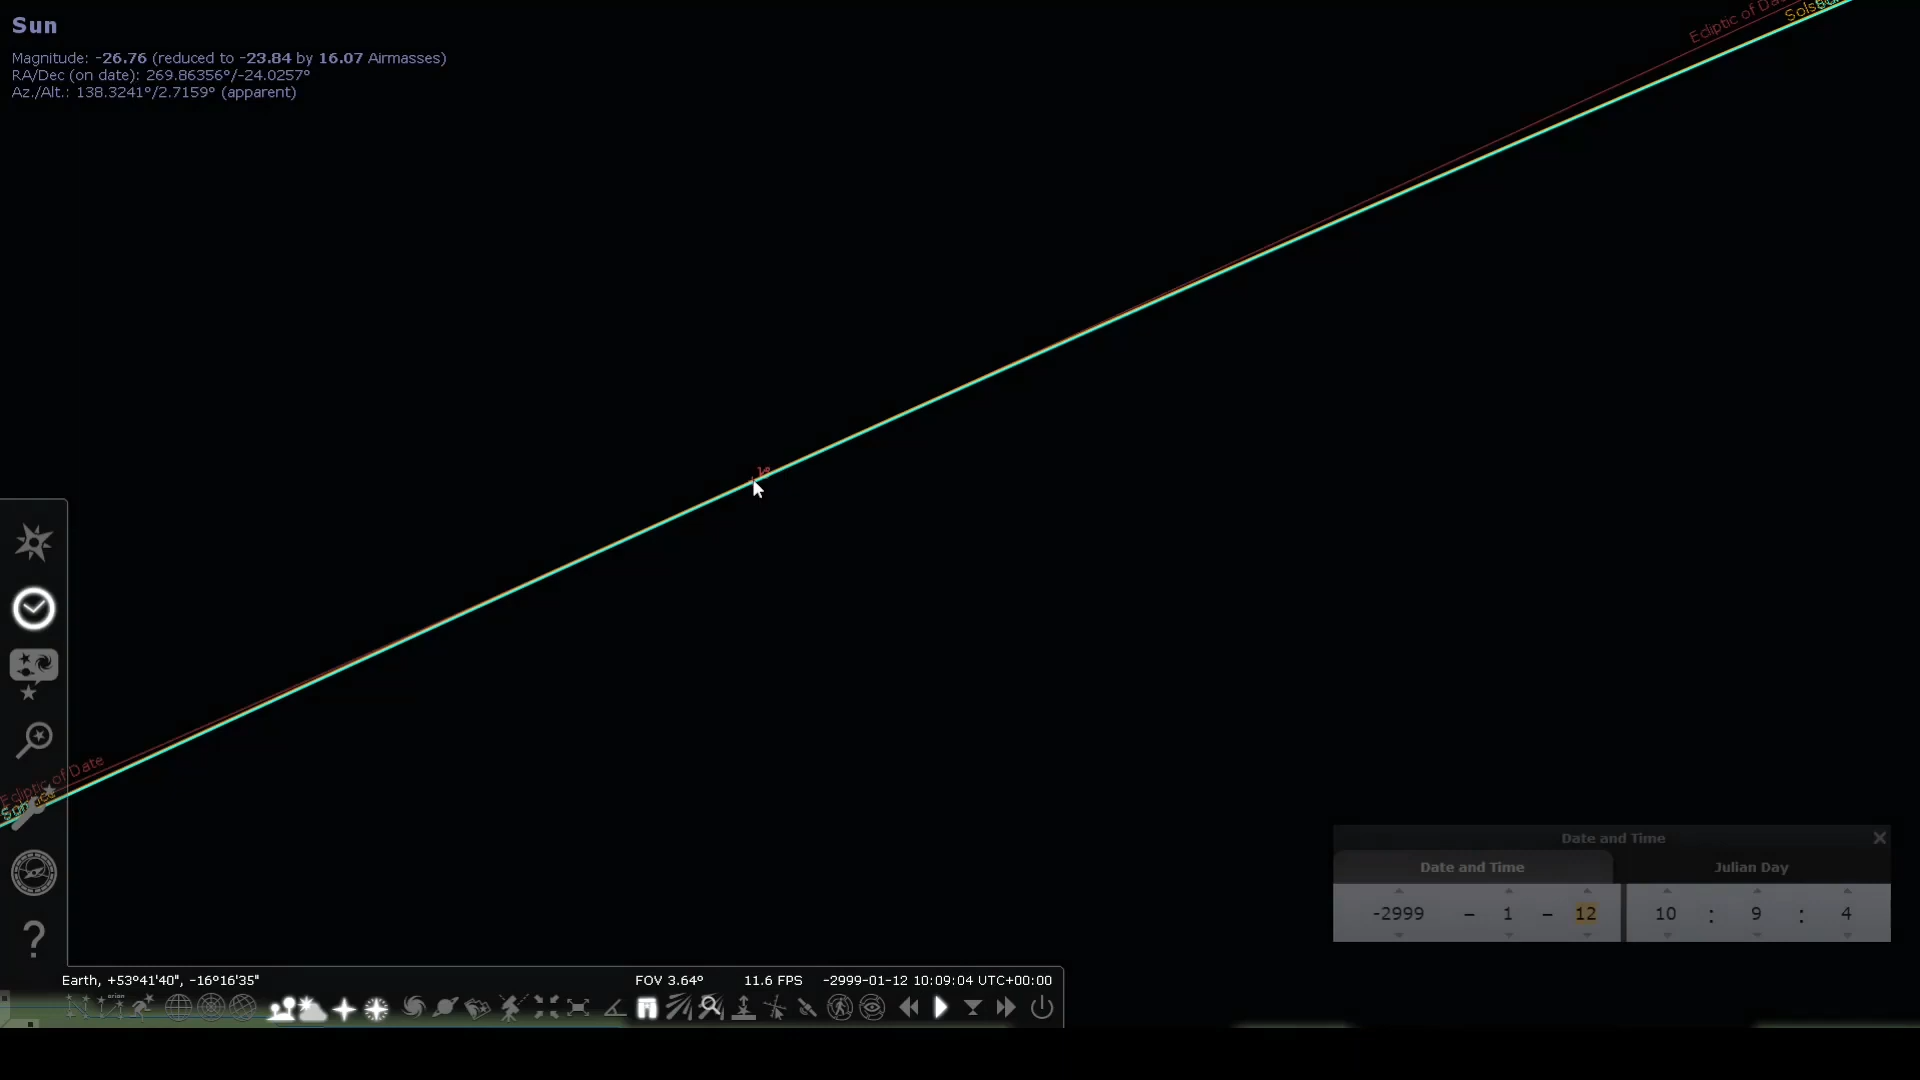 Sun
Magnitude: -26.76 (reduced to -23.84 by 16.07 Airmasses)
RA/Dec (on date): 269.86356°/-24.0257°
Az./Alt.: 138.3241°/2.7159° (apparent)
Ecliptic of Da
Solsti
1°
Ecliptic of Date
Date and Time
Date and Time
Julian Day
-2999 - 1 - 12 10 : 9 : 4
Earth, +53°41'40", -16°16'35" FOV 3.64° 11.6 FPS -2999-01-12 10:09:04 UTC+00:00